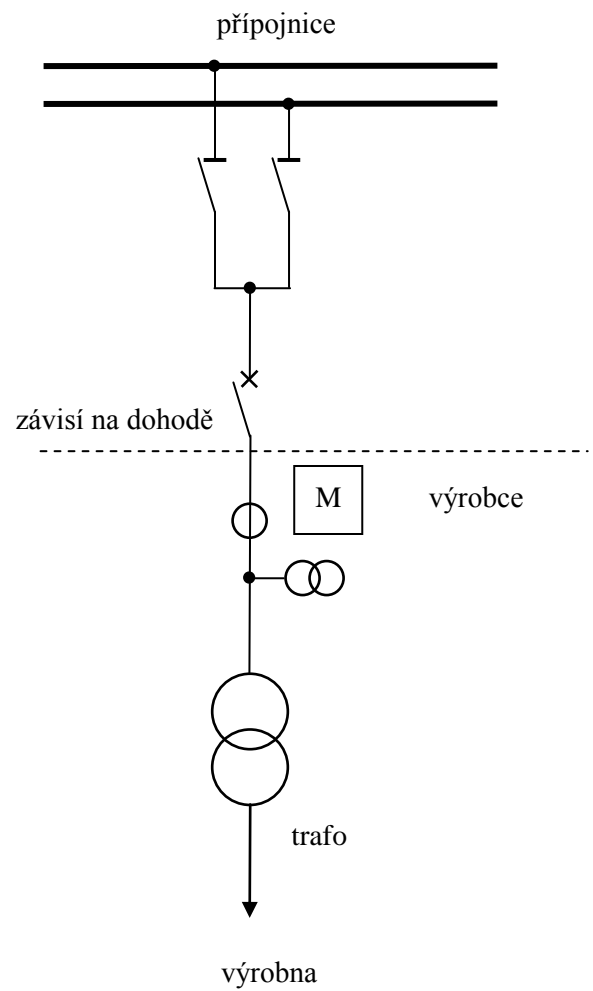 přípojnice
závisí na dohodě
M
výrobce
trafo
výrobna